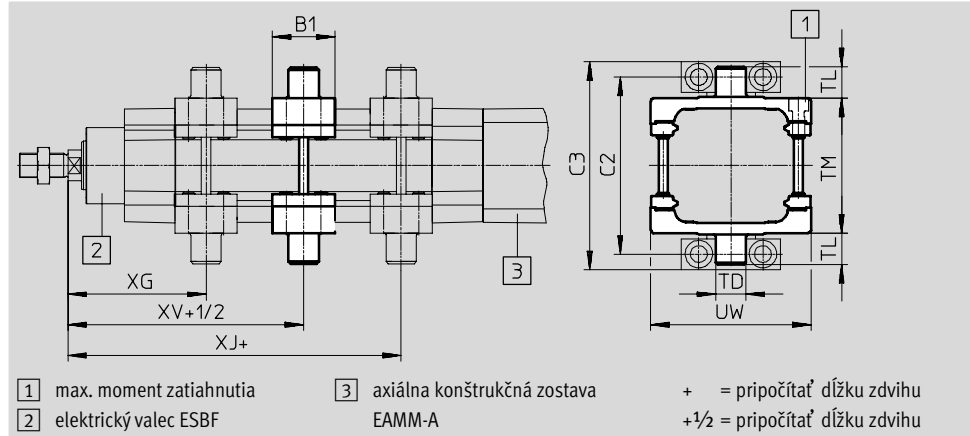 B1
1
C3
C2
TL
TM
TL
TD
UW
2
3
XG
XV+1/2
XJ+
1 max. moment zatiahnutia
2 elektrický valec ESBF
3 axiálna konštrukčná zostava
EAMM-A
+ = pripočítať dĺžku zdvihu
+½ = pripočítať dĺžku zdvihu